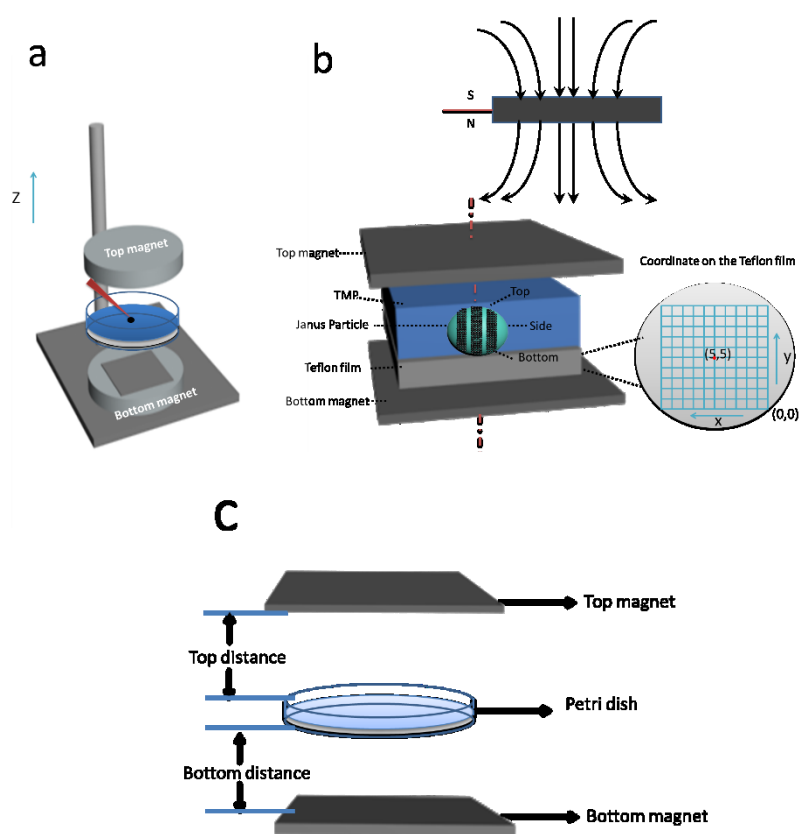 a
Z
Top magnet
Bottom magnet
b
S
N
Top magnet
TMP
Janus Particle
Teflon film
Bottom magnet
Top
Side
Bottom
Coordinate on the Teflon film
(5,5)
y
x
(0,0)
C
Top magnet
Top distance
Petri dish
Bottom distance
Bottom magnet